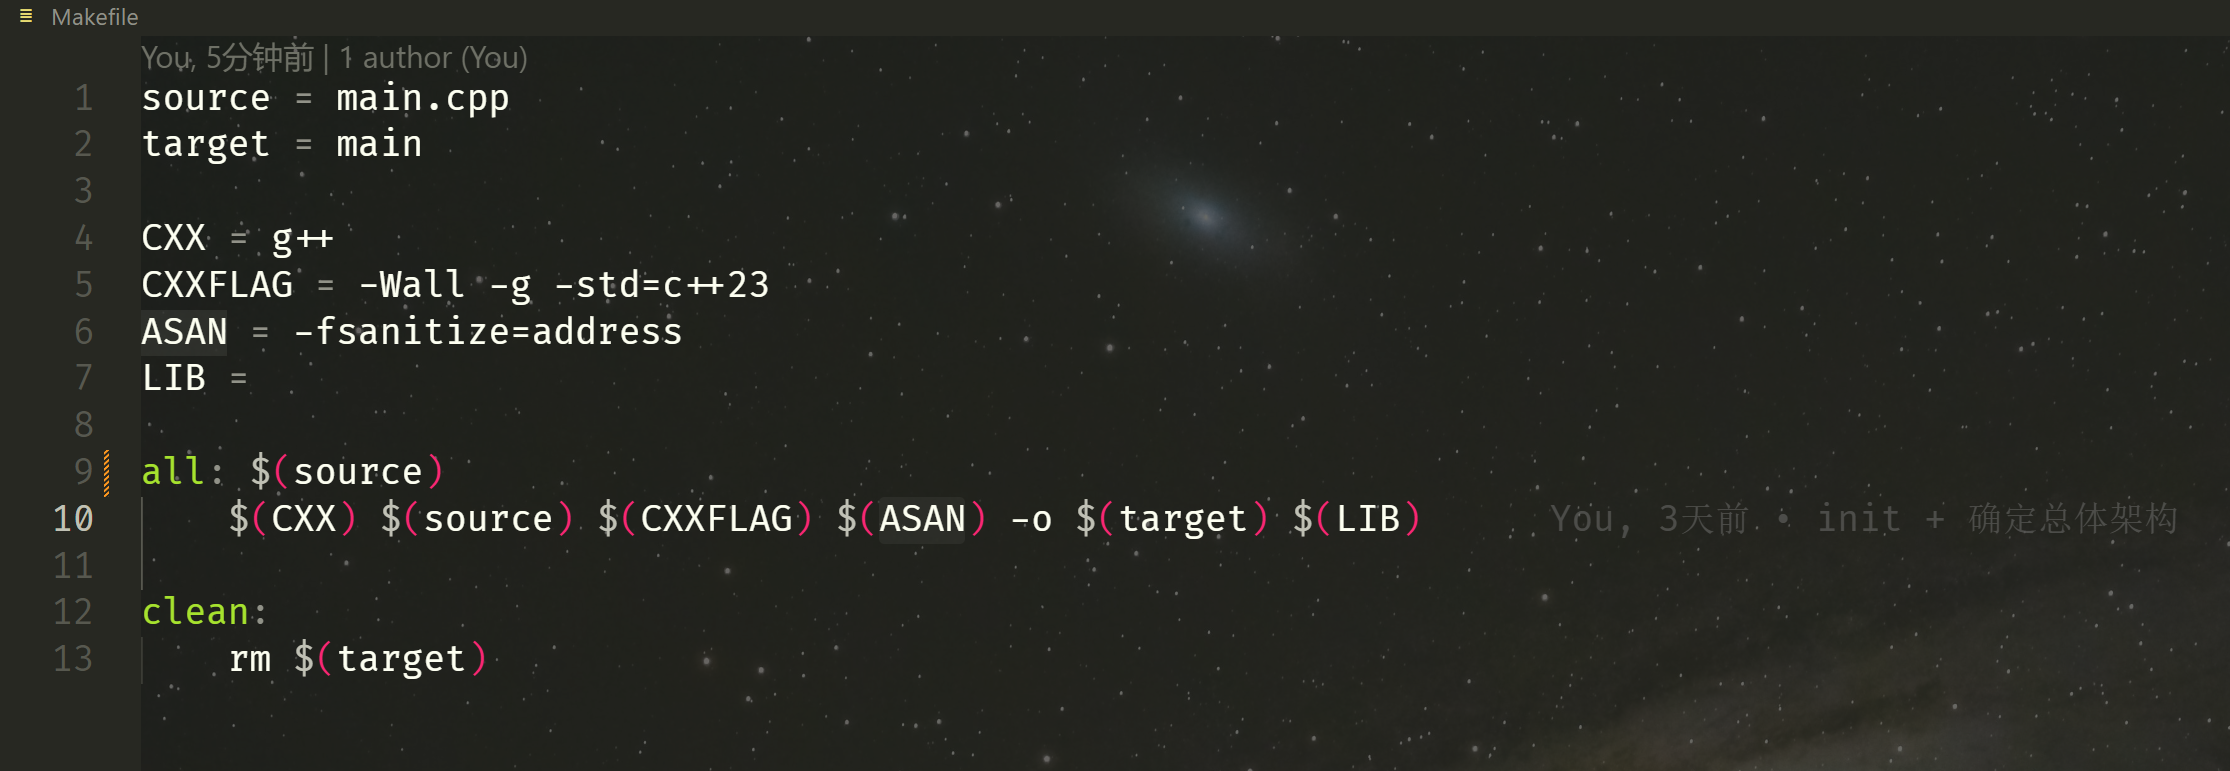 Makefile
You, 5分钟前 | 1 author (You)
1 source = main.cpp
2 target = main
3
4 CXX = g++
5 CXXFLAG = -Wall -g -std=c++23
6 ASAN = -fsanitize=address
7 LIB =
8
9 all: $(source)
10 $(CXX) $(source) $(CXXFLAG) $(ASAN) -o $(target) $(LIB) You, 3天前 • init + 确定总体架构
11
12 clean:
13 rm $(target)